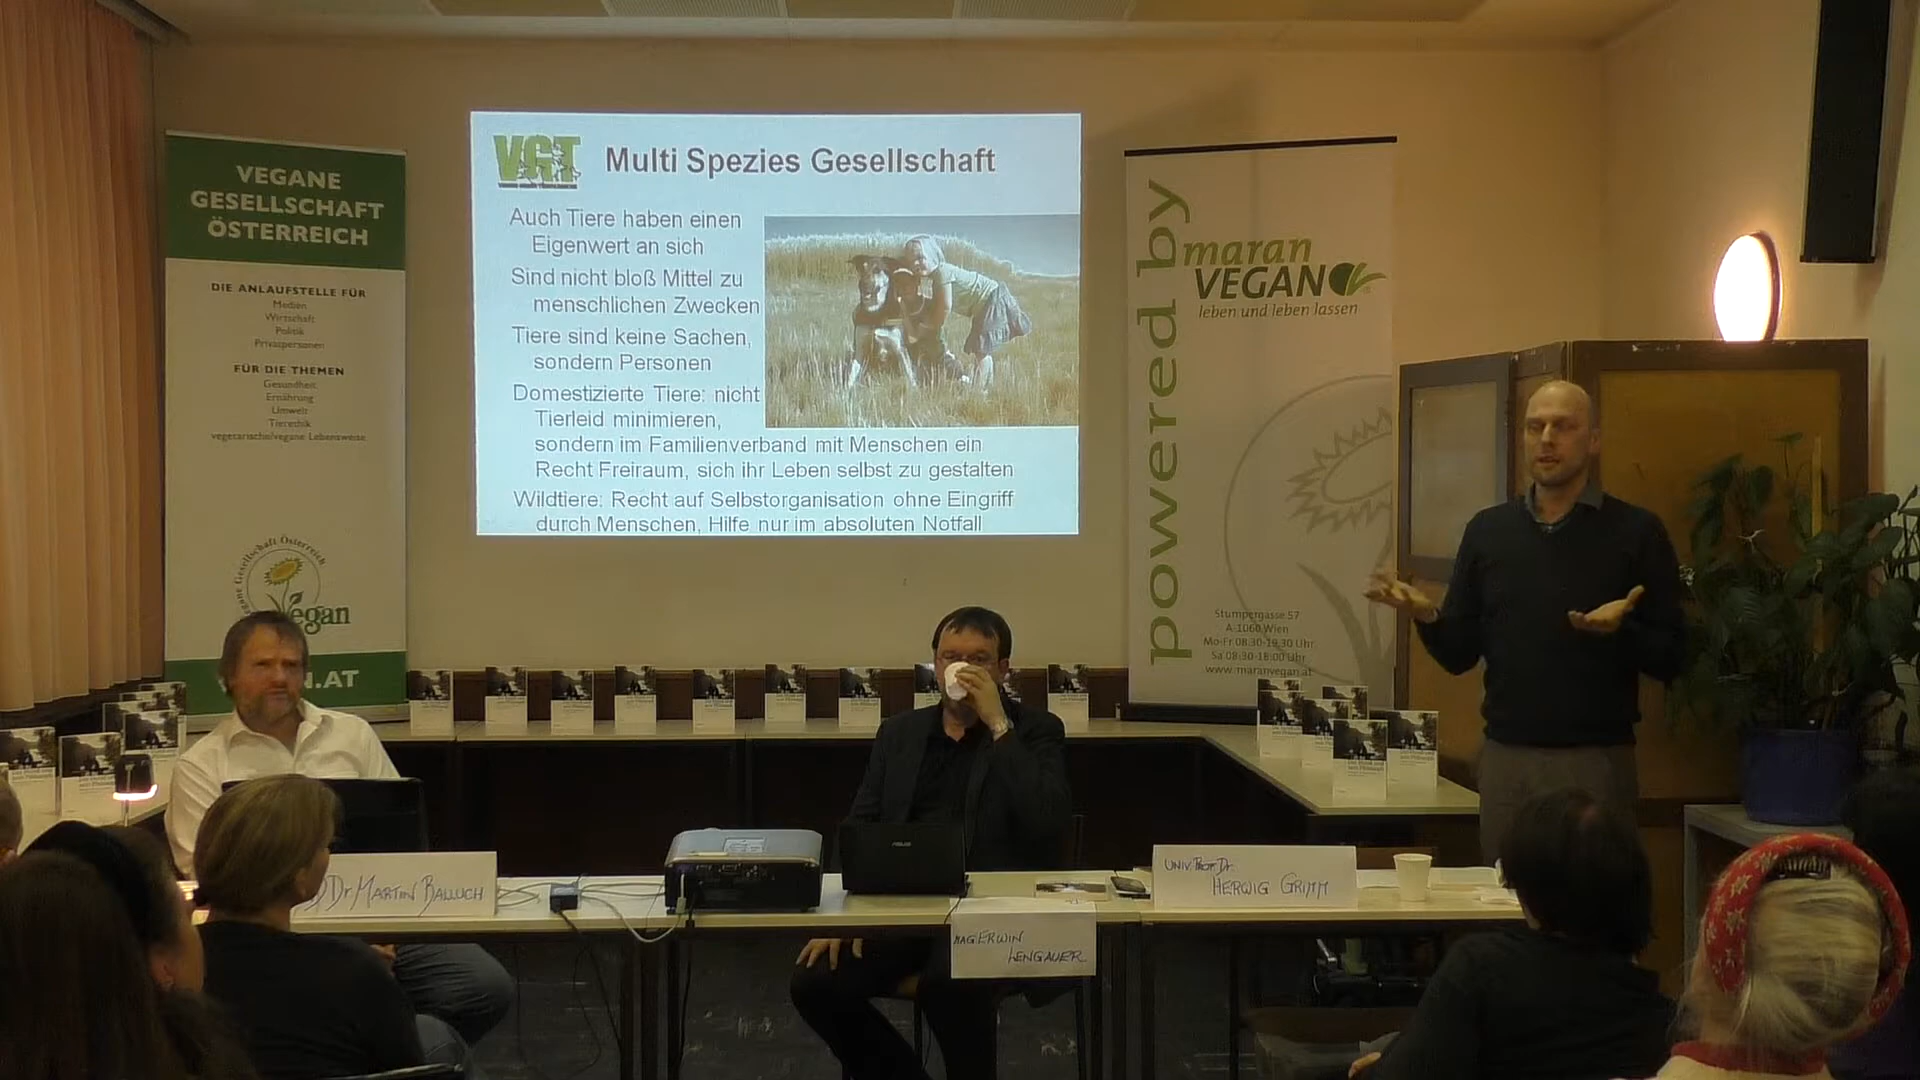 VEGANE
GESELLSCHAFT
ÖSTERREICH
DIE ANLAUFSTELLE FÜR
Medien
Wirtschaft
Politik
Privatpersonen
FÜR DIE THEMEN
Gesundheit
Ernährung
Umwelt
Tierethik
vegetarische/vegane Lebensweise
Vegane Gesellschaft Österreich
vegan
N.AT
VGT
Multi Spezies Gesellschaft
Auch Tiere haben einen
Eigenwert an sich
Sind nicht bloß Mittel zu
menschlichen Zwecken
Tiere sind keine Sachen,
sondern Personen
Domestizierte Tiere: nicht
Tierleid minimieren,
sondern im Familienverband mit Menschen ein
Recht Freiraum, sich ihr Leben selbst zu gestalten
Wildtiere: Recht auf Selbstorganisation ohne Eingriff
durch Menschen, Hilfe nur im absoluten Notfall
powered by
maran
VEGAN
leben und leben lassen
Stumpergasse 57
A-1060 Wien
Mo-Fr 08:30-19:30 Uhr
Sa 08:30-18:00 Uhr
www.maranvegan.at
DDr. MARTIN BALLUCH
ASUS
MAG ERWIN
LENGAUER
UNIV. PROF. Dr.
HERWIG GRIMM